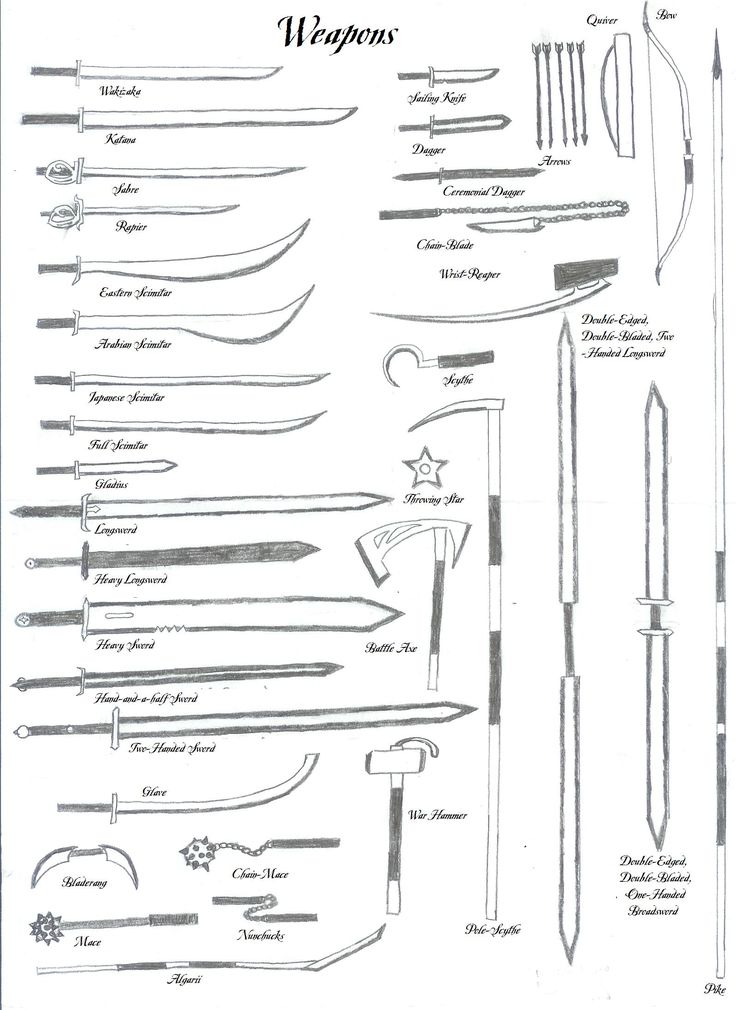 Weapons
Quiver
Bow
Wakizaka
Katana
Sabre
Rapier
Eastern Scimitar
Arabian Scimitar
Japanese Scimitar
Full Scimitar
Gladius
Longsword
Heavy Longsword
Heavy Sword
Hand-and-a-half Sword
Two-Handed Sword
Glave
Bladerang
Chain-Mace
Mace
Nunchucks
Algarii
Sailing Knife
Dagger
Arrows
Ceremonial Dagger
Chain-Blade
Wrist-Reaper
Scythe
Throwing Star
Battle Axe
War Hammer
Pole-Scythe
Double-Edged,
Double-Bladed, Two
-Handed Longsword
Double-Edged,
Double-Bladed,
One-Handed
Broadsword
Pike